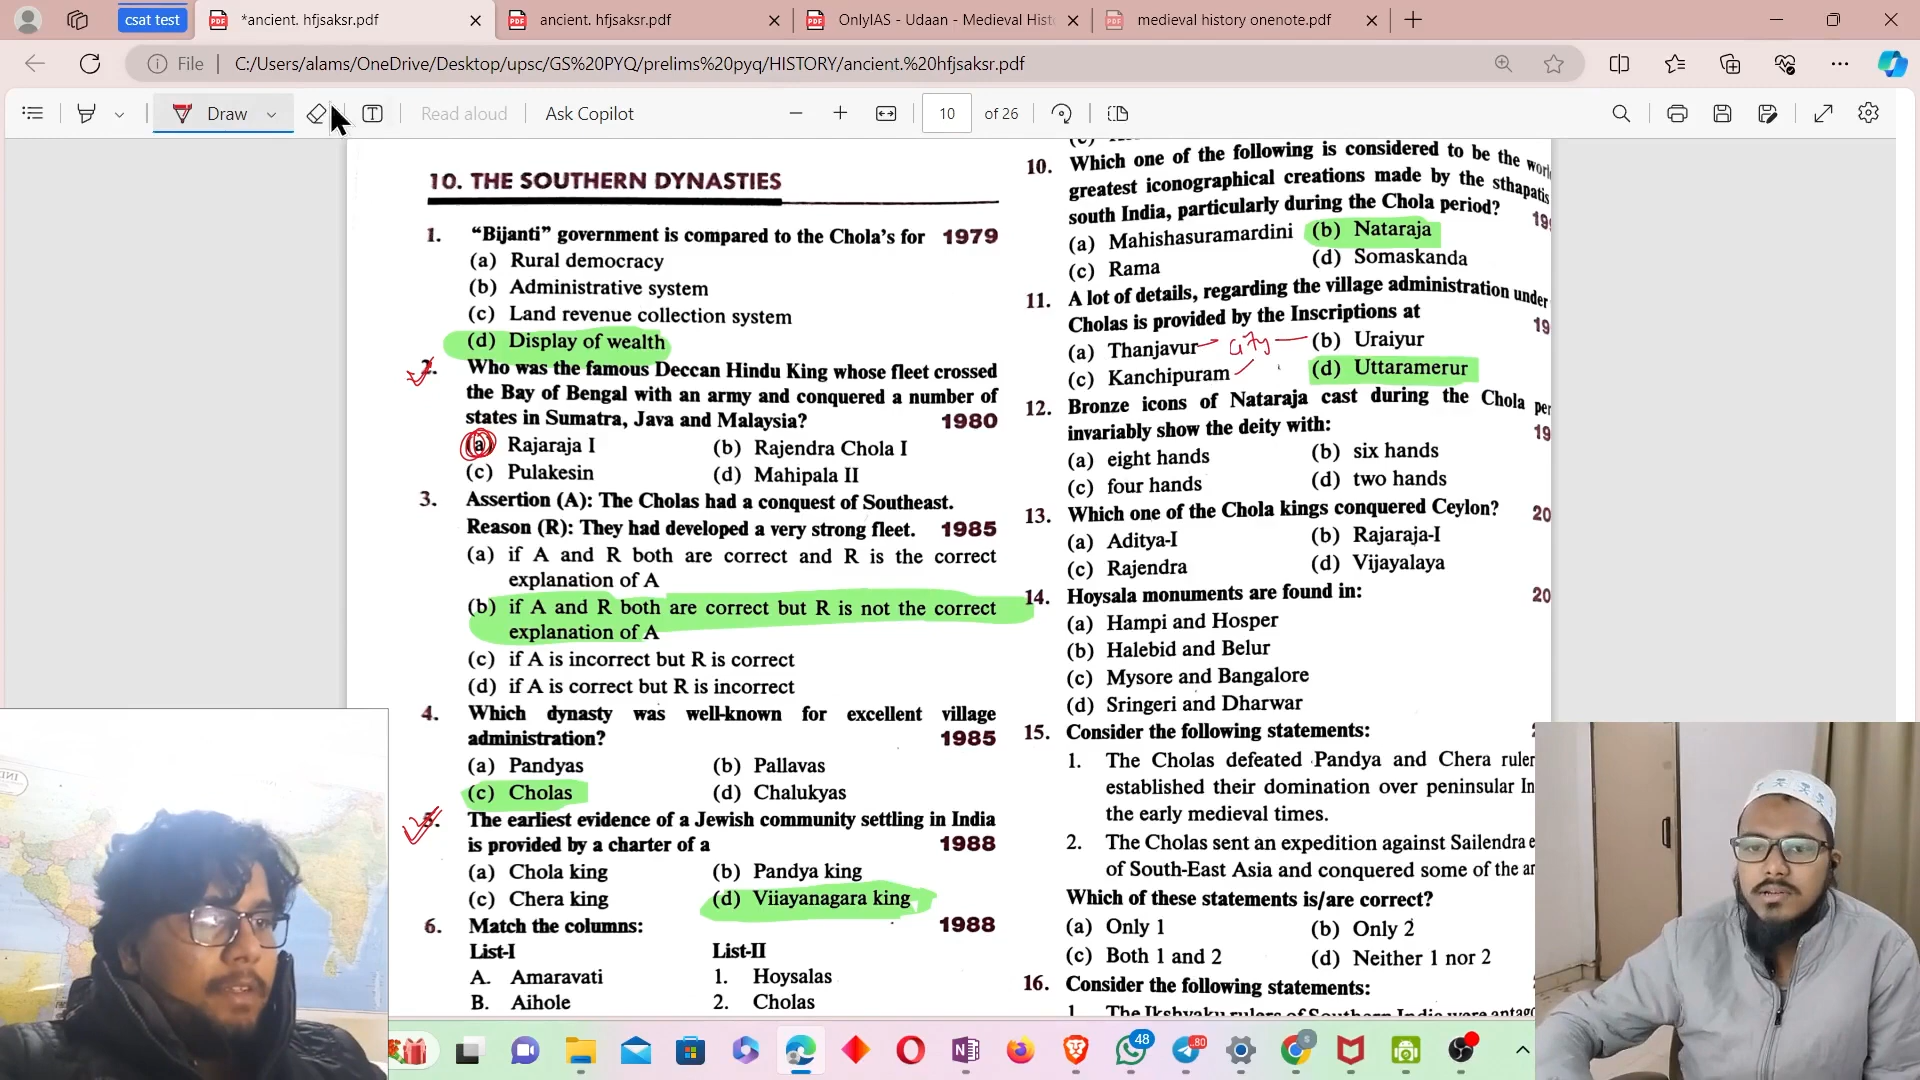 csat test
*ancient. hfjsaksr.pdf
ancient. hfjsaksr.pdf
OnlyIAS - Udaan - Medieval Hist
medieval history onenote.pdf
File
C:/Users/alams/OneDrive/Desktop/upsc/GS%20PYQ/prelims%20pyq/HISTORY/ancient.%20hfjsaksr.pdf
Draw
Read aloud
Ask Copilot
10
of 26
10. THE SOUTHERN DYNASTIES
1. "Bijanti" government is compared to the Chola's for 1979
(a) Rural democracy
(b) Administrative system
(c) Land revenue collection system
(d) Display of wealth
2. Who was the famous Deccan Hindu King whose fleet crossed
the Bay of Bengal with an army and conquered a number of
states in Sumatra, Java and Malaysia? 1980
(a) Rajaraja I (b) Rajendra Chola I
(c) Pulakesin (d) Mahipala II
3. Assertion (A): The Cholas had a conquest of Southeast.
Reason (R): They had developed a very strong fleet. 1985
(a) if A and R both are correct and R is the correct
explanation of A
(b) if A and R both are correct but R is not the correct
explanation of A
(c) if A is incorrect but R is correct
(d) if A is correct but R is incorrect
4. Which dynasty was well-known for excellent village
administration? 1985
(a) Pandyas (b) Pallavas
(c) Cholas (d) Chalukyas
5. The earliest evidence of a Jewish community settling in India
is provided by a charter of a 1988
(a) Chola king (b) Pandya king
(c) Chera king (d) Vijayanagara king
6. Match the columns: 1988
List-I List-II
A. Amaravati 1. Hoysalas
B. Aihole 2. Cholas
10. Which one of the following is considered to be the
greatest iconographical creations made by the
south India, particularly during the Chola period?
(a) Mahishasuramardini (b) Nataraja
(c) Rama (d) Somaskanda
11. A lot of details, regarding the village administration under
Cholas is provided by the Inscriptions at 19
(a) Thanjavur city (b) Uraiyur
(c) Kanchipuram (d) Uttaramerur
12. Bronze icons of Nataraja cast during the Chola
invariably show the deity with: 19
(a) eight hands (b) six hands
(c) four hands (d) two hands
13. Which one of the Chola kings conquered Ceylon? 20
(a) Aditya-I (b) Rajaraja-I
(c) Rajendra (d) Vijayalaya
14. Hoysala monuments are found in: 20
(a) Hampi and Hosper
(b) Halebid and Belur
(c) Mysore and Bangalore
(d) Sringeri and Dharwar
15. Consider the following statements:
1. The Cholas defeated Pandya and Chera ruler
established their domination over peninsular In
the early medieval times.
2. The Cholas sent an expedition against Sailendra e
of South-East Asia and conquered some of the ar
Which of these statements is/are correct?
(a) Only 1 (b) Only 2
(c) Both 1 and 2 (d) Neither 1 nor 2
16. Consider the following statements:
1. The Ikshvaku rulers of Southern India were antag
48
80